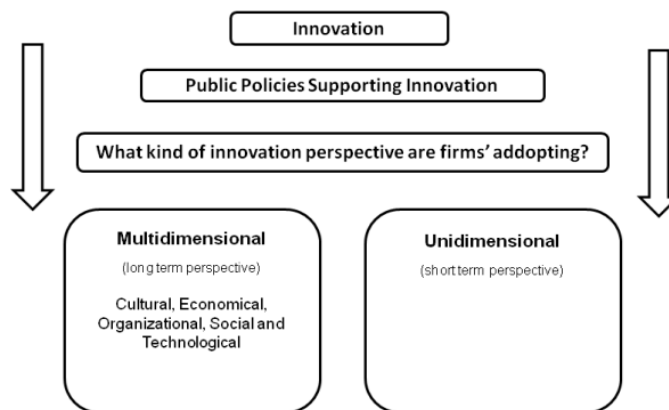 Innovation
Public Policies Supporting Innovation
What kind of innovation perspective are firms' addopting?
Multidimensional
(long term perspective)
Cultural, Economical,
Organizational, Social and
Technological
Unidimensional
(short term perspective)